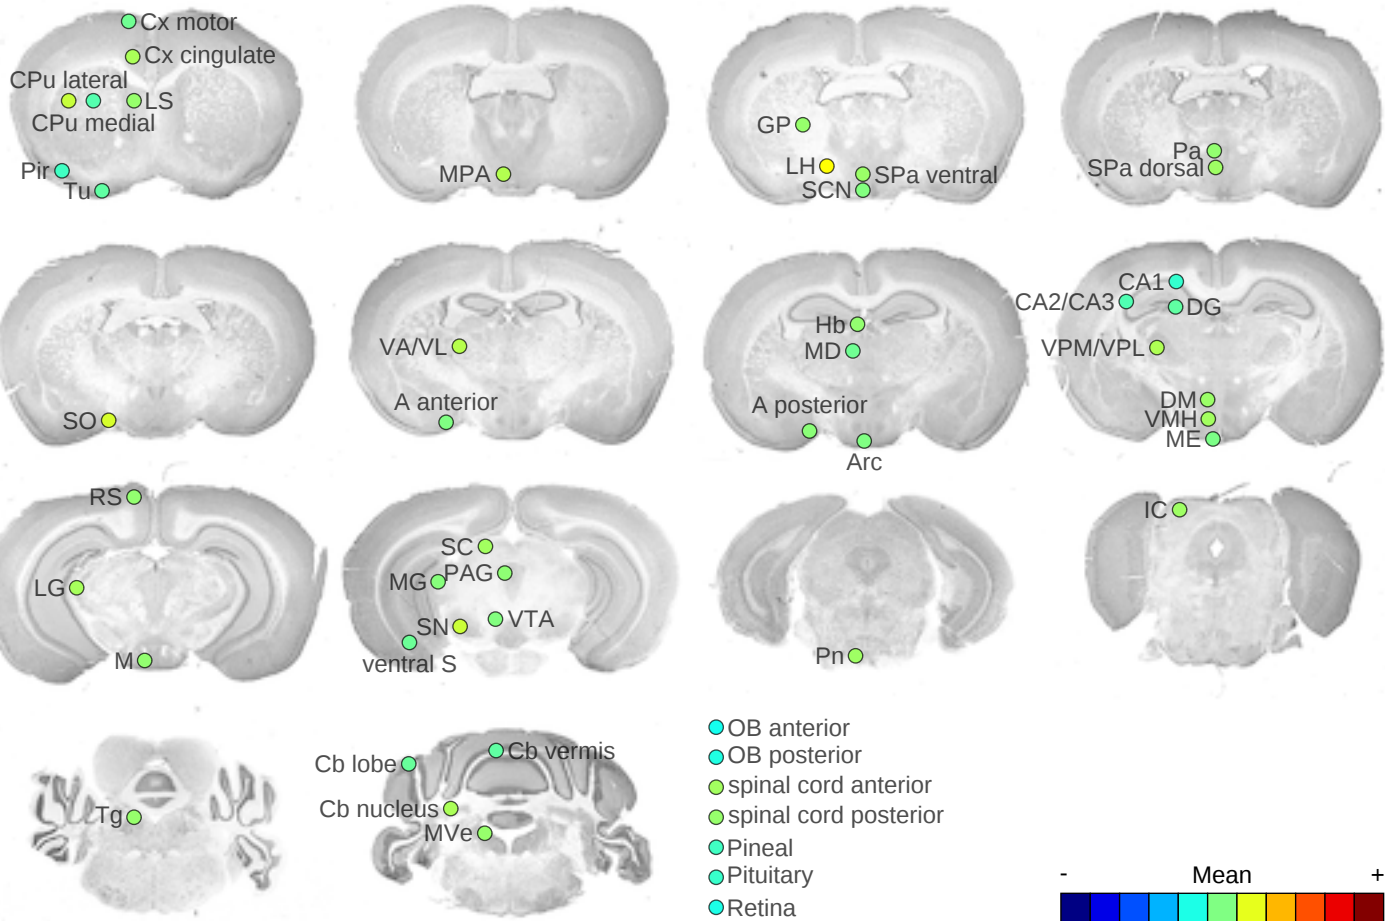 Cx motor
Cx cingulate
CPu lateral
LS
CPu medial
Pir
Tu
MPA
GP
LH
SPa ventral
SCN
Pa
SPa dorsal
SO
VA/VL
A anterior
Hb
MD
A posterior
Arc
CA1
CA2/CA3
DG
VPM/VPL
DM
VMH
ME
RS
LG
M
SC
PAG
MG
SN
VTA
ventral S
Pn
IC
Tg
Cb lobe
Cb vermis
Cb nucleus
MVe
OB anterior
OB posterior
spinal cord anterior
spinal cord posterior
Pineal
Pituitary
Retina
- Mean +